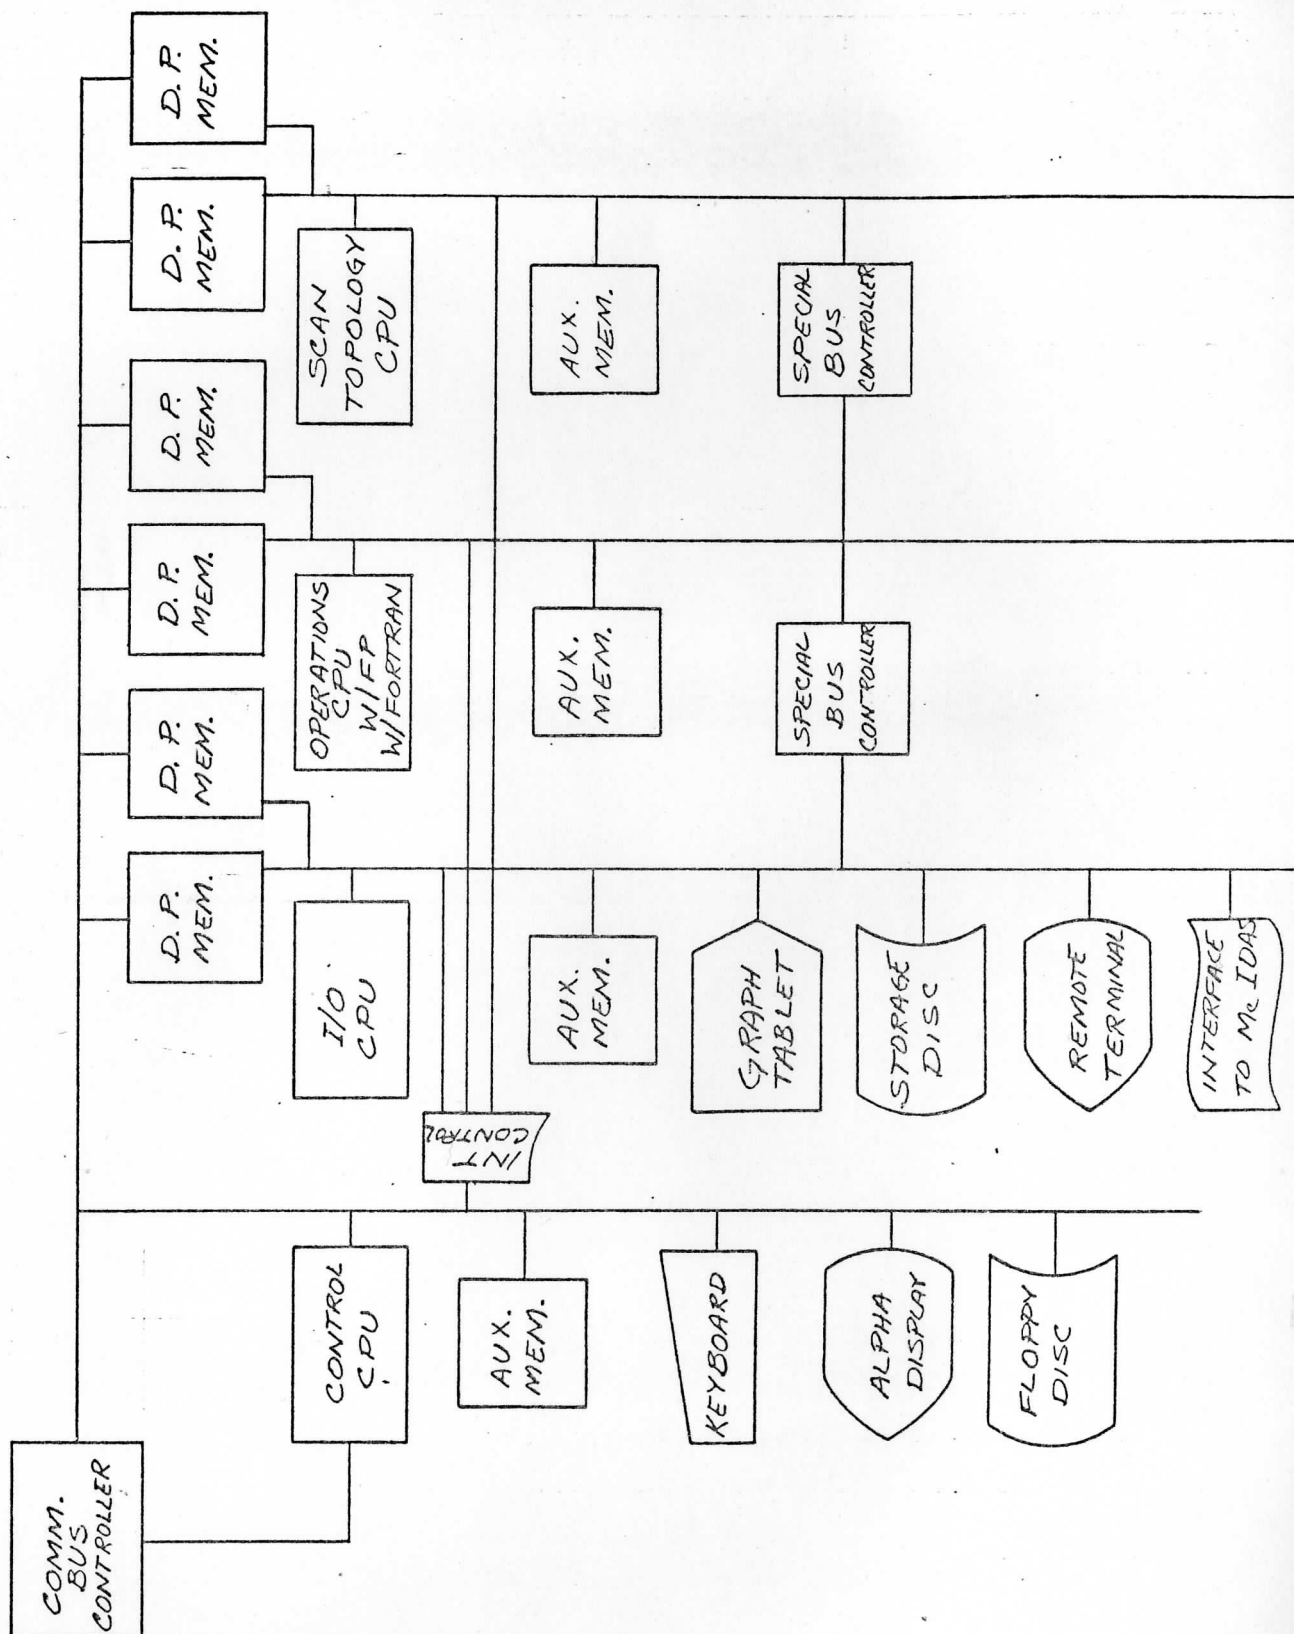 COMM.
BUS
CONTROLLER
D. P.
MEM.
D. P.
MEM.
D. P.
MEM.
D. P.
MEM.
D. P.
MEM.
D. P.
MEM.
CONTROL
CPU
I/O
CPU
OPERATIONS
CPU
W/FP
W/FORTRAN
SCAN
TOPOLOGY
CPU
INT
CONTROL
AUX.
MEM.
AUX.
MEM.
AUX.
MEM.
AUX.
MEM.
KEYBOARD
GRAPH
TABLET
SPECIAL
BUS
CONTROLLER
SPECIAL
BUS
CONTROLLER
ALPHA
DISPLAY
STORAGE
DISC
FLOPPY
DISC
REMOTE
TERMINAL
INTERFACE
TO Mc IDAS